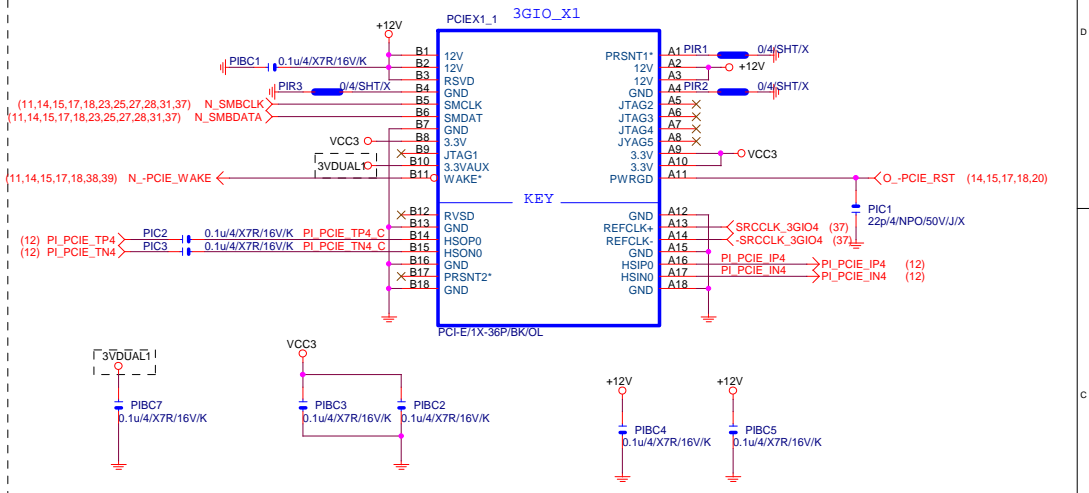 3GIO_X1
PCIEX1_1
+12V
PIBC1 0.1u/4/X7R/16V/K
PIR3 0/4/SHT/X
(11,14,15,17,18,23,25,27,28,31,37) N_SMBCLK
(11,14,15,17,18,23,25,27,28,31,37) N_SMBDATA
VCC3
3VDUAL1
(11,14,15,17,18,38,39) N_-PCIE_WAKE
(12) PI_PCIE_TP4 PIC2 0.1u/4/X7R/16V/K PI_PCIE_TP4_C
(12) PI_PCIE_TN4 PIC3 0.1u/4/X7R/16V/K PI_PCIE_TN4_C
B1 12V
B2 12V
B3 RSVD
B4 GND
B5 SMCLK
B6 SMDAT
B7 GND
B8 3.3V
B9 JTAG1
B10 3.3VAUX
B11 WAKE*
KEY
B12 RVSD
B13 GND
B14 HSOP0
B15 HSON0
B16 GND
B17 PRSNT2*
B18 GND
PRSNT1* A1 PIR1 0/4/SHT/X
12V A2 +12V
12V A3
GND A4 PIR2 0/4/SHT/X
JTAG2 A5
JTAG3 A6
JTAG4 A7
JYAG5 A8
3.3V A9 VCC3
3.3V A10
PWRGD A11 O_-PCIE_RST (14,15,17,18,20)
PIC1
22p/4/NPO/50V/J/X
GND A12
REFCLK+ A13 SRCCLK_3GIO4 (37)
REFCLK- A14 -SRCCLK_3GIO4 (37)
GND A15
HSIP0 A16 PI_PCIE_IP4 PI_PCIE_IP4 (12)
HSIN0 A17 PI_PCIE_IN4 PI_PCIE_IN4 (12)
GND A18
PCI-E/1X-36P/BK/OL
3VDUAL1
PIBC7
0.1u/4/X7R/16V/K
VCC3
PIBC3
0.1u/4/X7R/16V/K
PIBC2
0.1u/4/X7R/16V/K
+12V
PIBC4
0.1u/4/X7R/16V/K
+12V
PIBC5
0.1u/4/X7R/16V/K
D
C